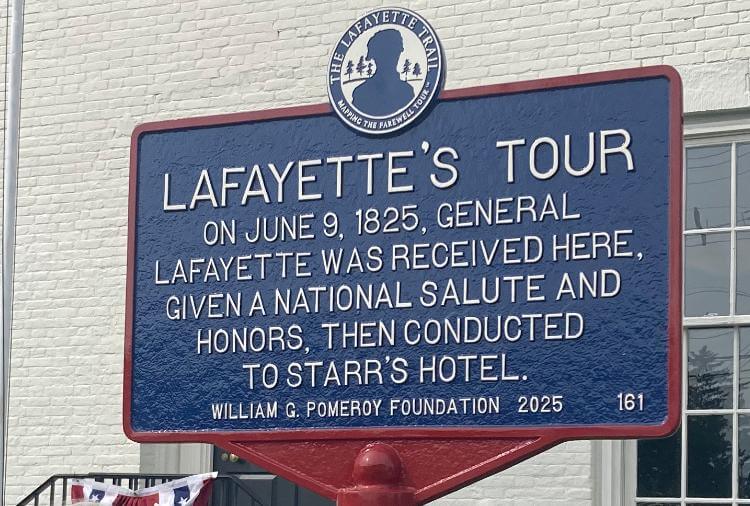 THE LAFAYETTE TRAIL
MAPPING THE FAREWELL TOUR
LAFAYETTE'S TOUR
ON JUNE 9, 1825, GENERAL
LAFAYETTE WAS RECEIVED HERE,
GIVEN A NATIONAL SALUTE AND
HONORS, THEN CONDUCTED
TO STARR'S HOTEL.
WILLIAM G. POMEROY FOUNDATION 2025 161